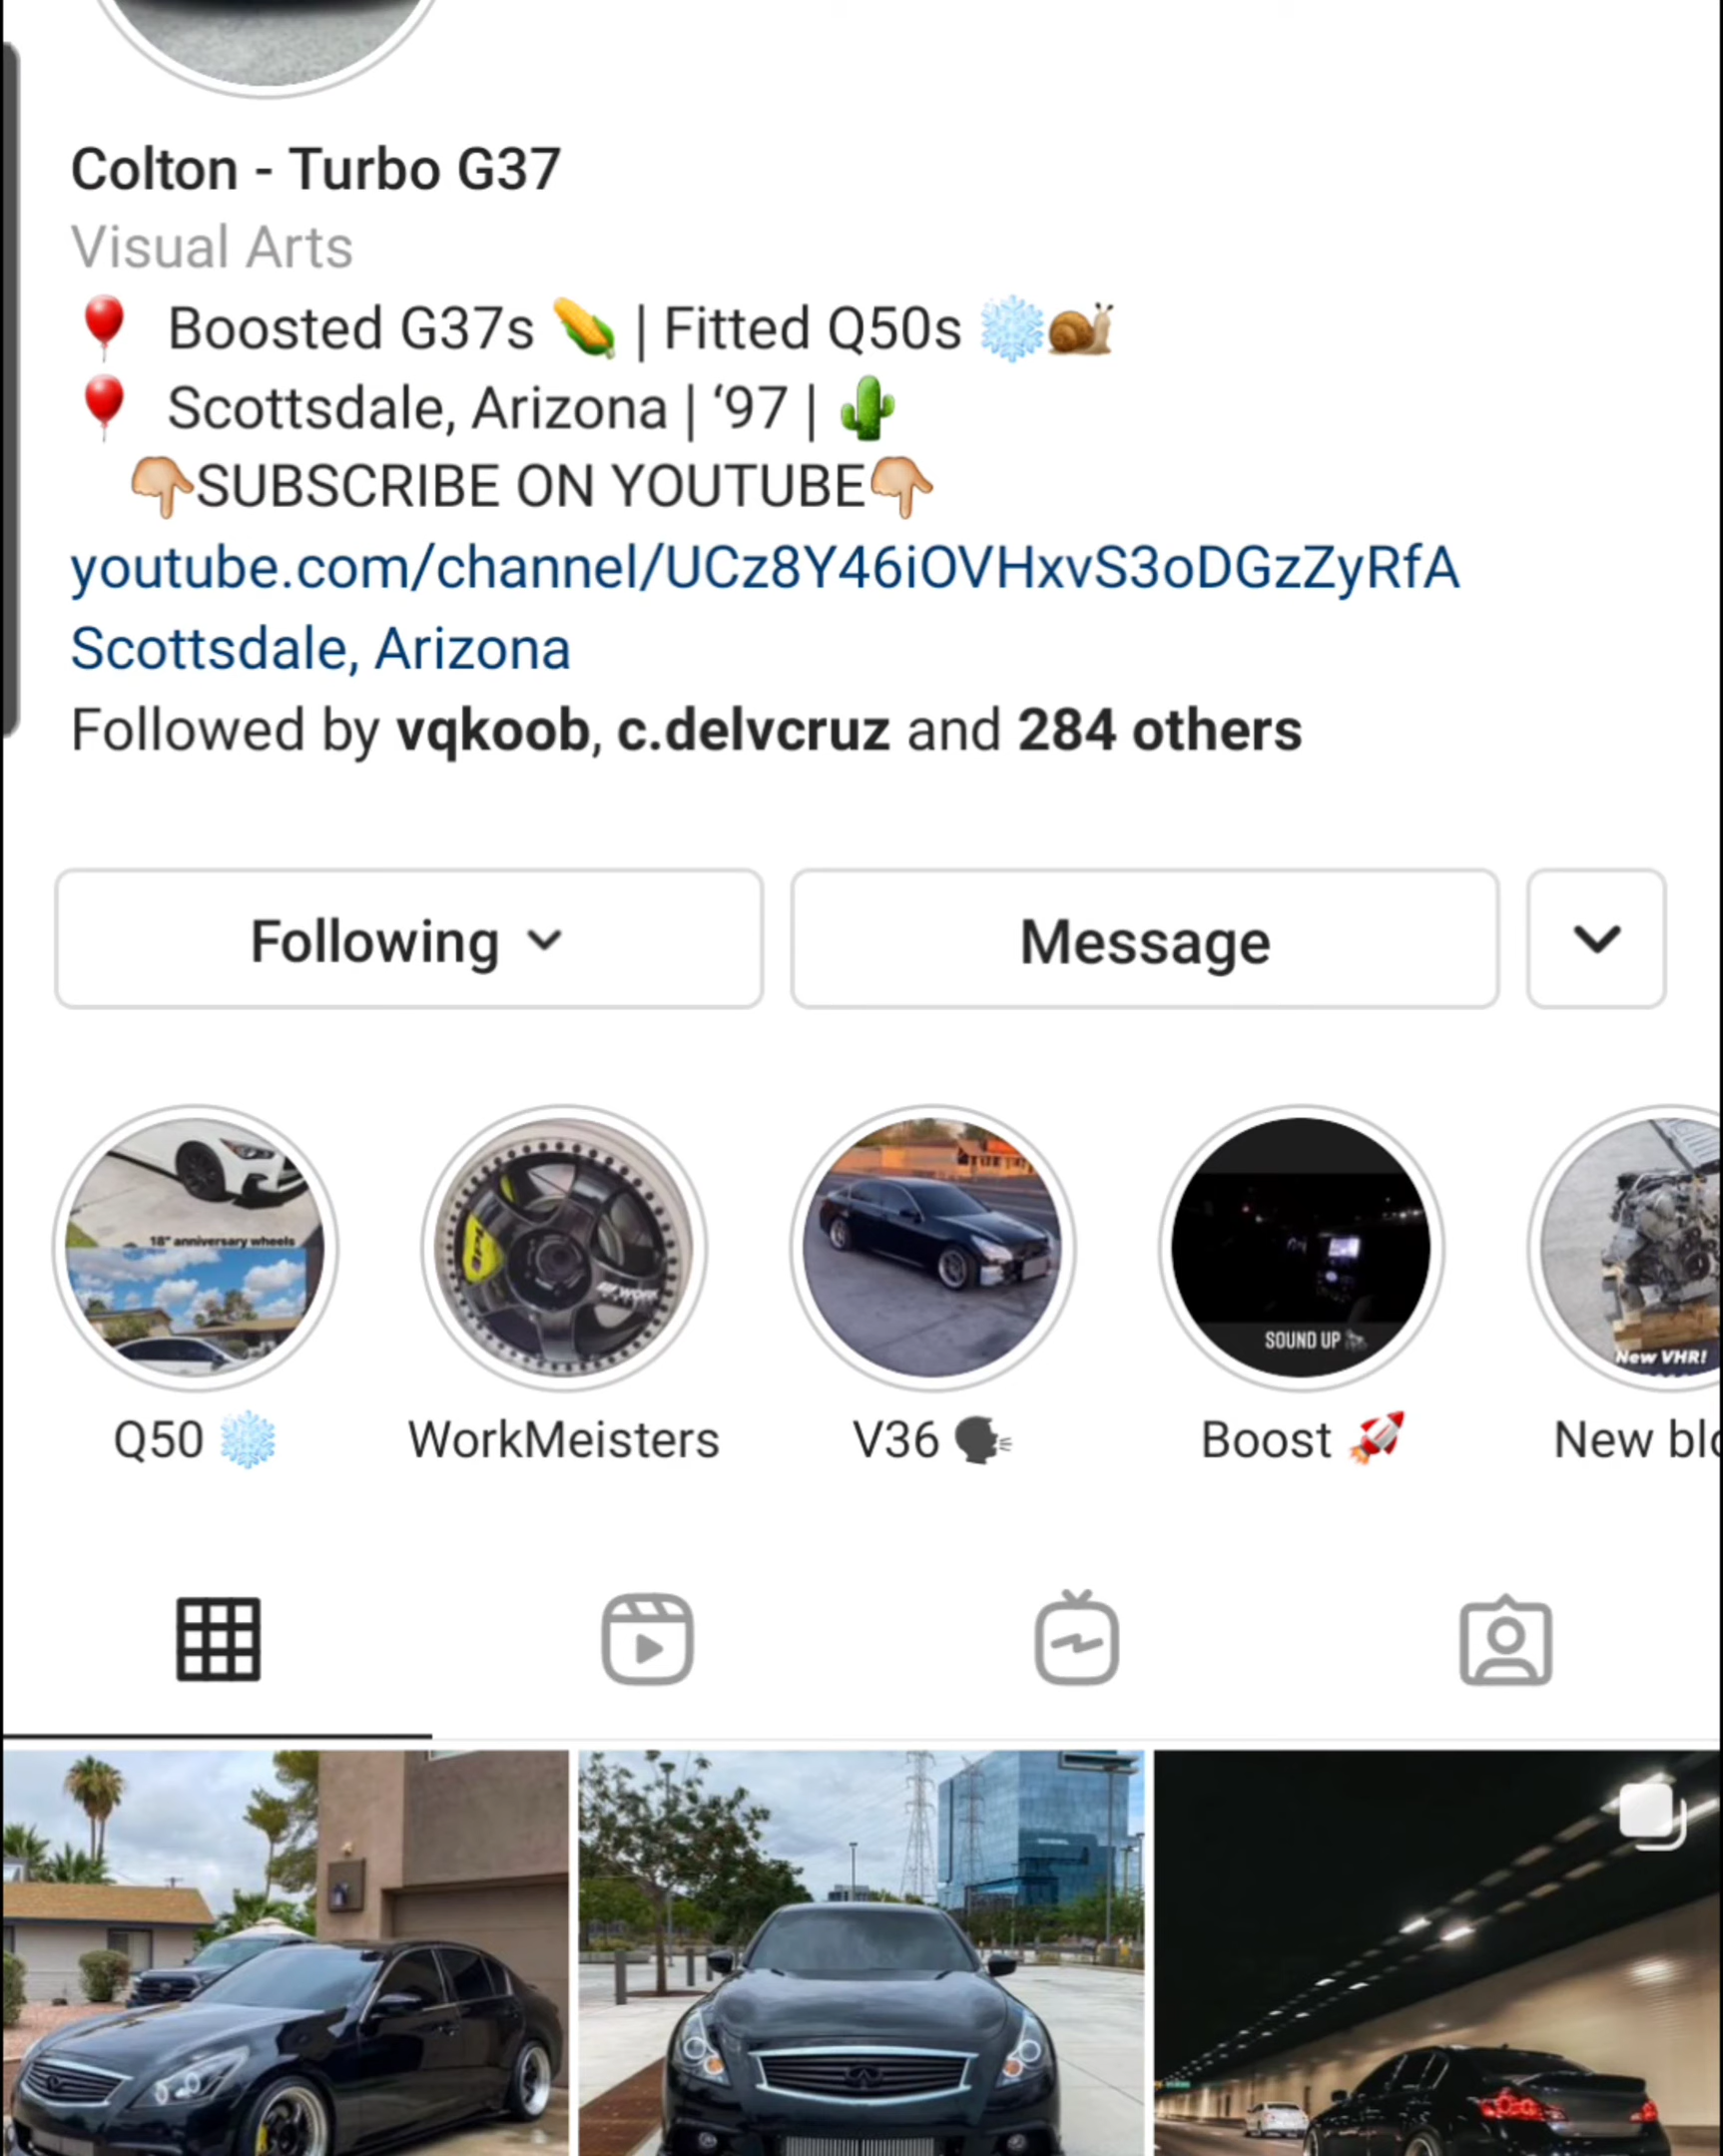 Colton - Turbo G37
Visual Arts
🎈 Boosted G37s 🌽 | Fitted Q50s ❄️🐌
🎈 Scottsdale, Arizona | ‘97 | 🌵
👇🏼SUBSCRIBE ON YOUTUBE👇🏼
youtube.com/channel/UCz8Y46iOVHxvS3oDGzZyRfA
Scottsdale, Arizona
Followed by vqkoob, c.delvcruz and 284 others
Following
Message
18" anniversary wheels
WORK
SOUND UP
New VHR!
Q50 ❄️
WorkMeisters
V36 🗣
Boost 🚀
New blo